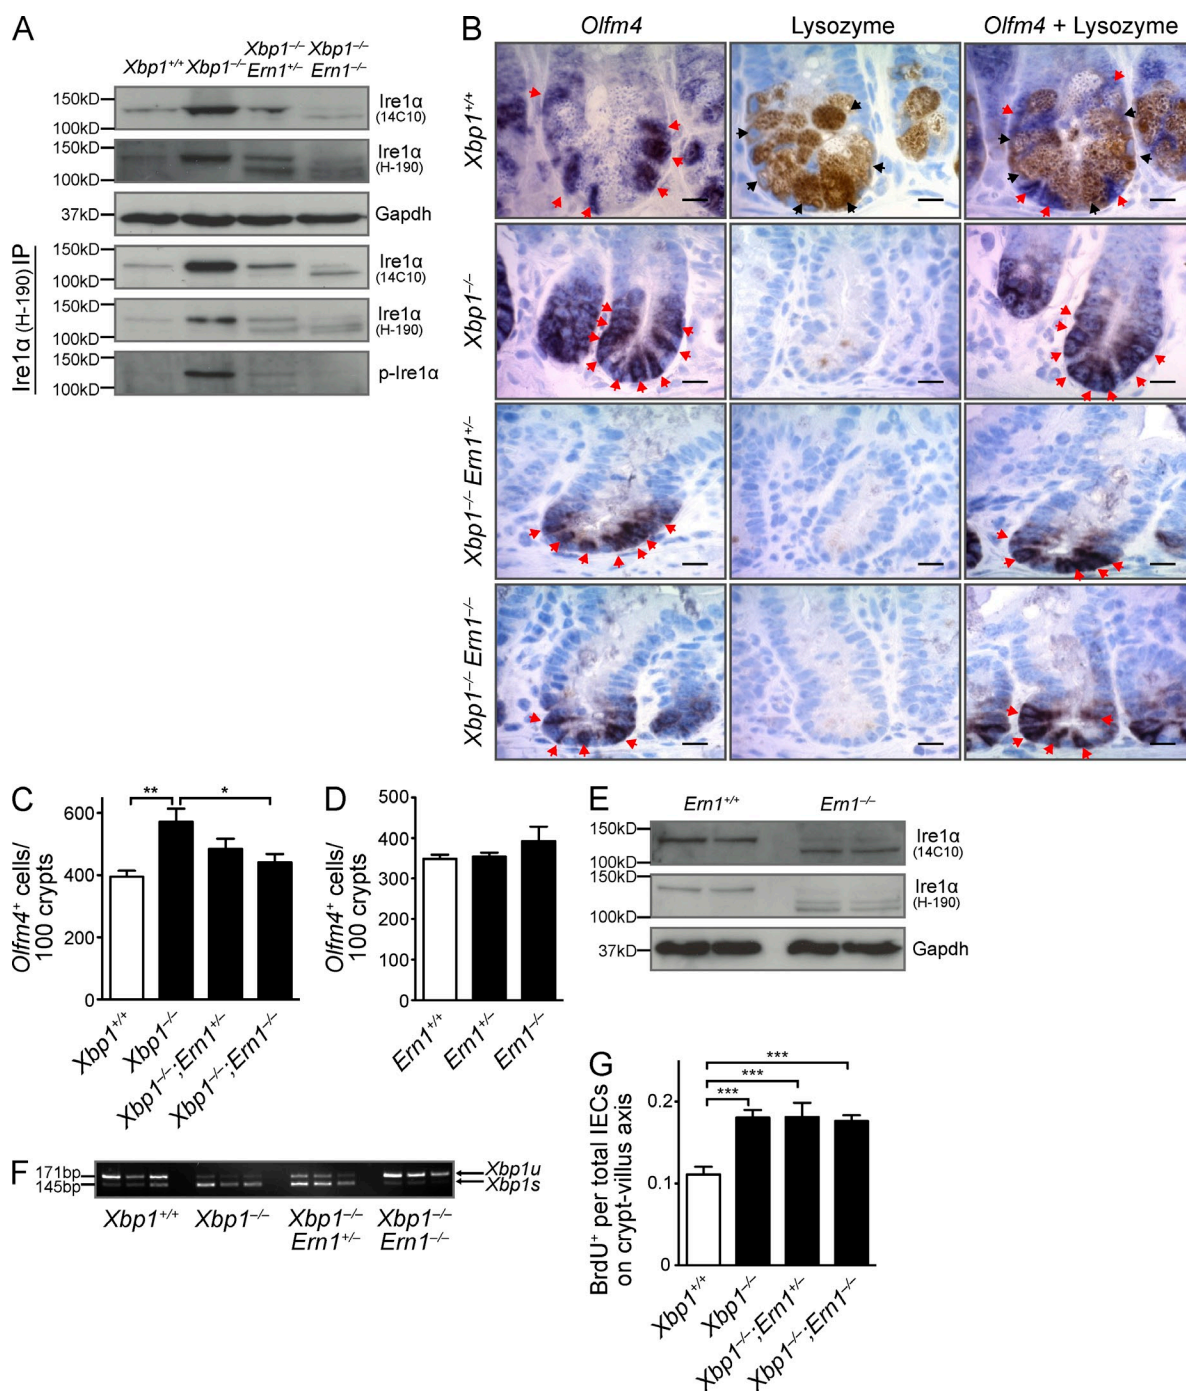 A
Xbp1+/+ Xbp1–/– Xbp1–/– Ern1+/– Xbp1–/– Ern1–/–
150kD
100kD
Ire1α (14C10)
150kD
100kD
Ire1α (H-190)
37kD
Gapdh
Ire1α (H-190) IP
150kD
100kD
Ire1α (14C10)
150kD
100kD
Ire1α (H-190)
150kD
100kD
p-Ire1α
B
Olfm4 Lysozyme Olfm4 + Lysozyme
Xbp1+/+
Xbp1–/–
Xbp1–/– Ern1+/–
Xbp1–/– Ern1–/–
C
Olfm4+ cells/
100 crypts
600
400
200
0
** *
Xbp1+/+
Xbp1–/–
Xbp1–/–;Ern1+/–
Xbp1–/–;Ern1–/–
D
Olfm4+ cells/
100 crypts
500
400
300
200
100
0
Ern1+/+
Ern1+/–
Ern1–/–
E
Ern1+/+ Ern1–/–
150kD
100kD
Ire1α (14C10)
150kD
100kD
Ire1α (H-190)
37kD
Gapdh
F
171bp
145bp
Xbp1u
Xbp1s
Xbp1+/+ Xbp1–/– Xbp1–/– Ern1+/– Xbp1–/– Ern1–/–
G
BrdU+ per total IECs
on crypt-villus axis
0.2
0.1
0
***
***
***
Xbp1+/+
Xbp1–/–
Xbp1–/–;Ern1+/–
Xbp1–/–;Ern1–/–